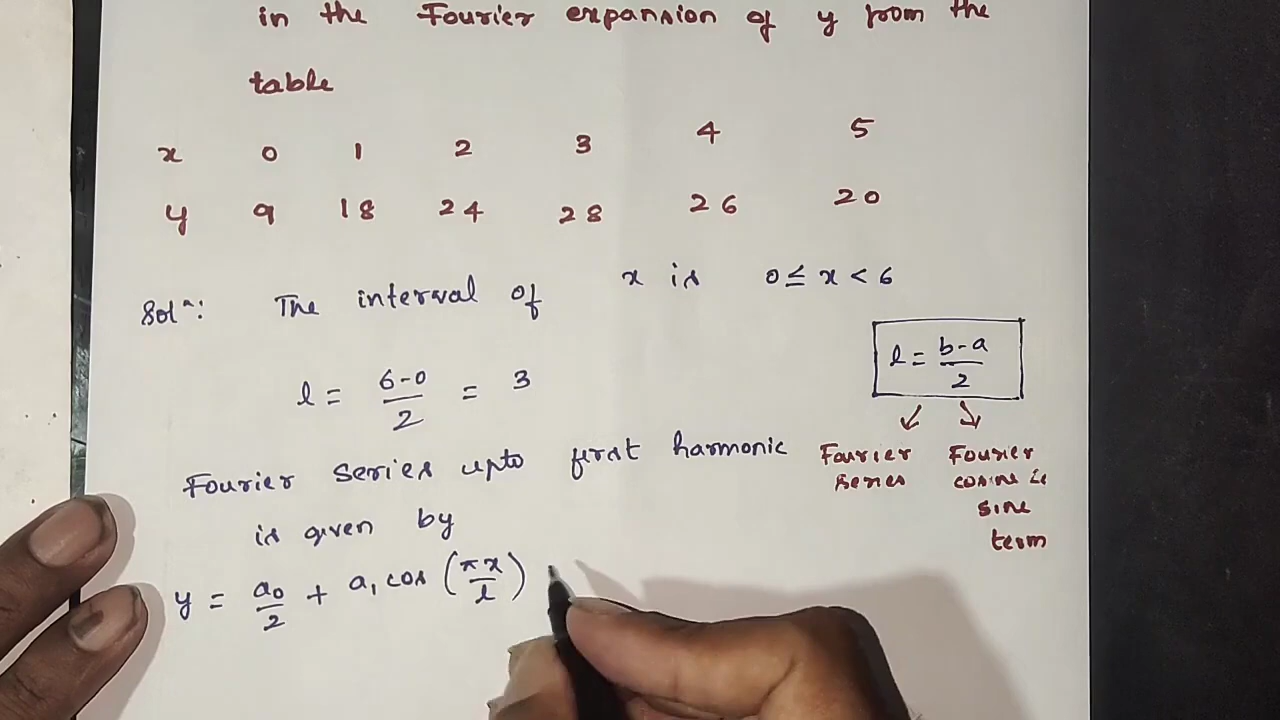 in the Fourier expansion of y from the
table
x 0 1 2 3 4 5
y 9 18 24 28 26 20
Solⁿ: The interval of x is 0 ≤ x < 6
l = 6-0/2 = 3
l = b-a/2
Fourier series upto first harmonic
is given by
Fourier series
Fourier cosine & sine term
y = a₀/2 + a₁ cos (πx/l)